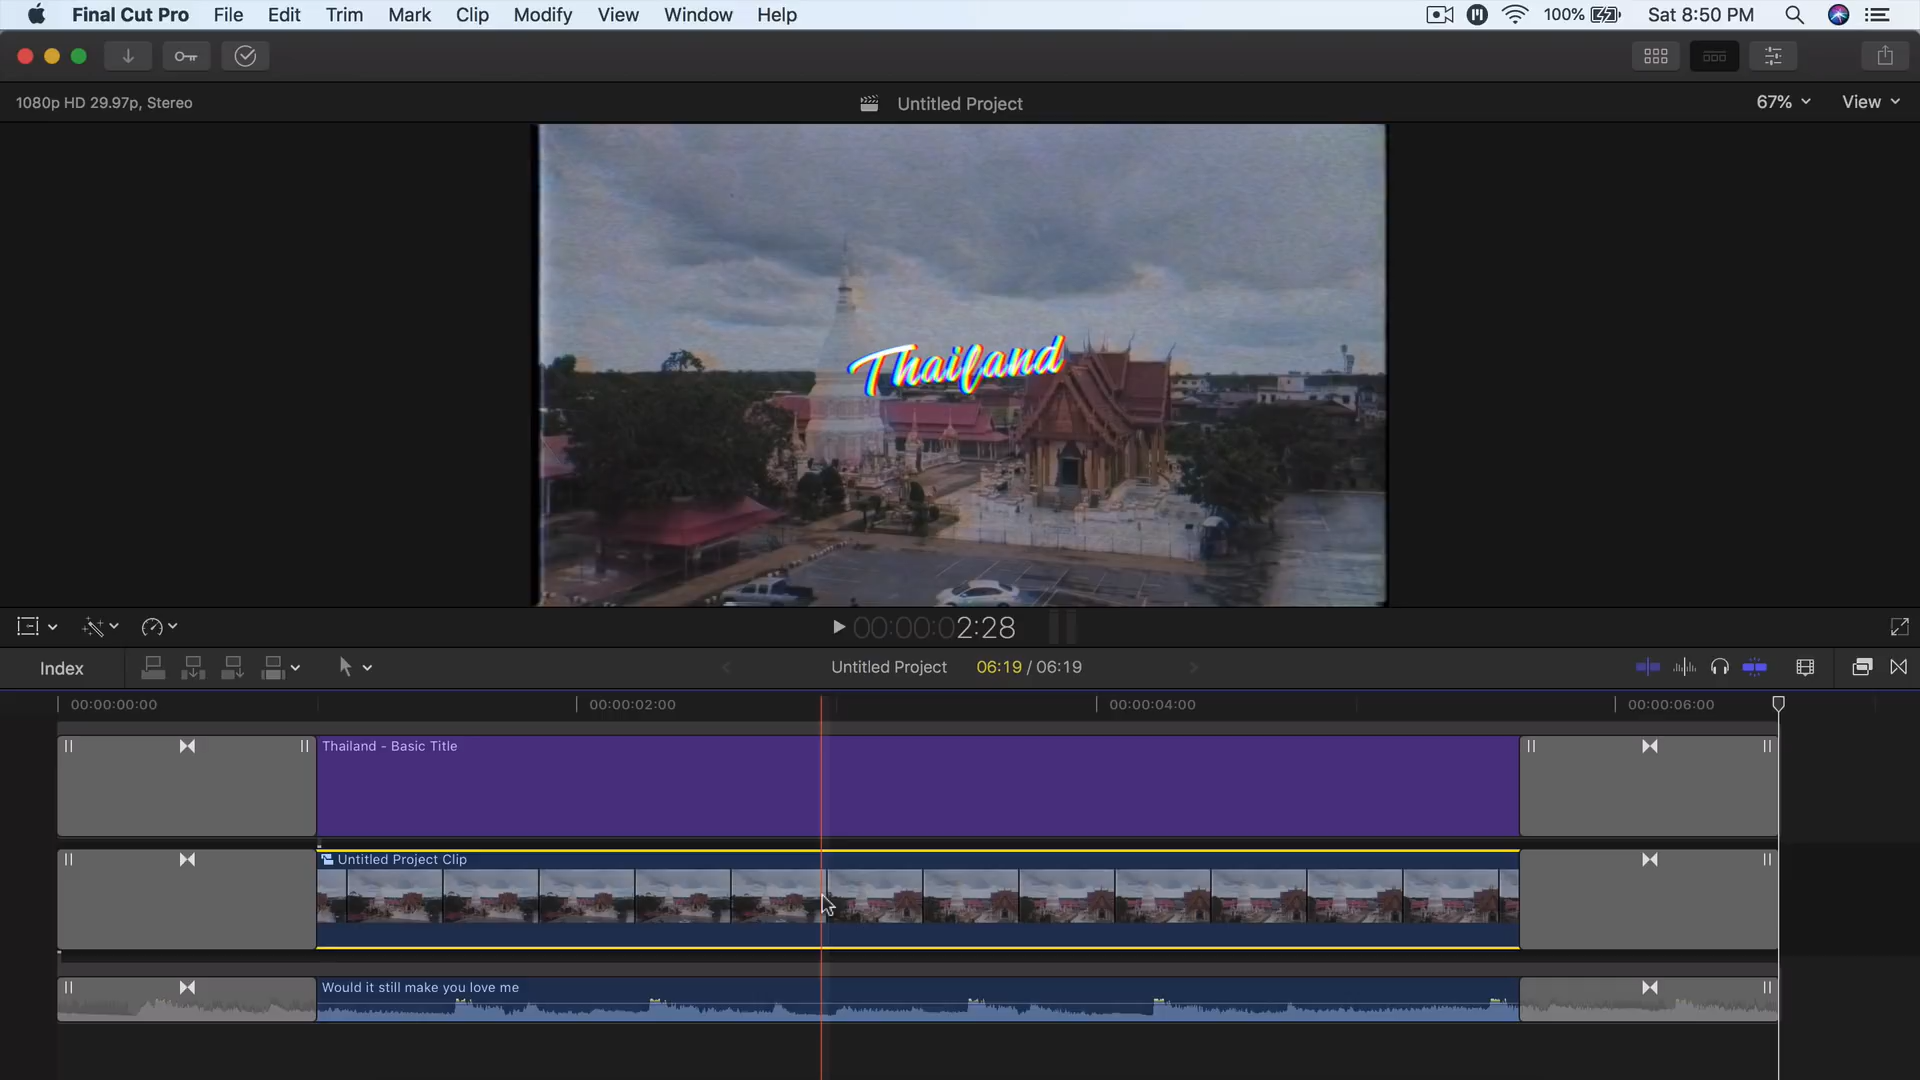 Final Cut Pro File Edit Trim Mark Clip Modify View Window Help 100% Sat 8:50 PM
1080p HD 29.97p, Stereo Untitled Project 67% View
Thailand
00:00:02:28
Index Untitled Project 06:19 / 06:19
00:00:00:00 00:00:02:00 00:00:04:00 00:00:06:00
Thailand - Basic Title
Untitled Project Clip
Would it still make you love me